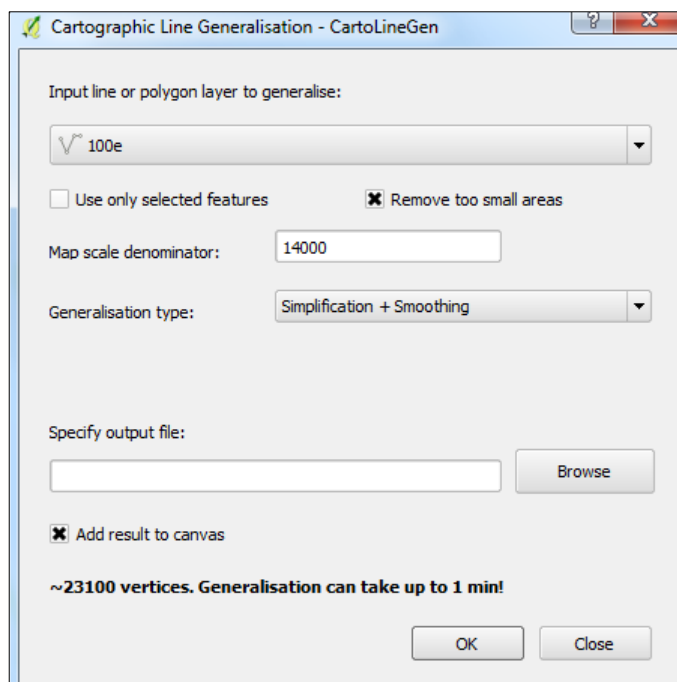 Cartographic Line Generalisation - CartoLineGen
Input line or polygon layer to generalise:
100e
Use only selected features
Remove too small areas
Map scale denominator:
14000
Generalisation type:
Simplification + Smoothing
Specify output file:
Browse
Add result to canvas
~23100 vertices. Generalisation can take up to 1 min!
OK
Close